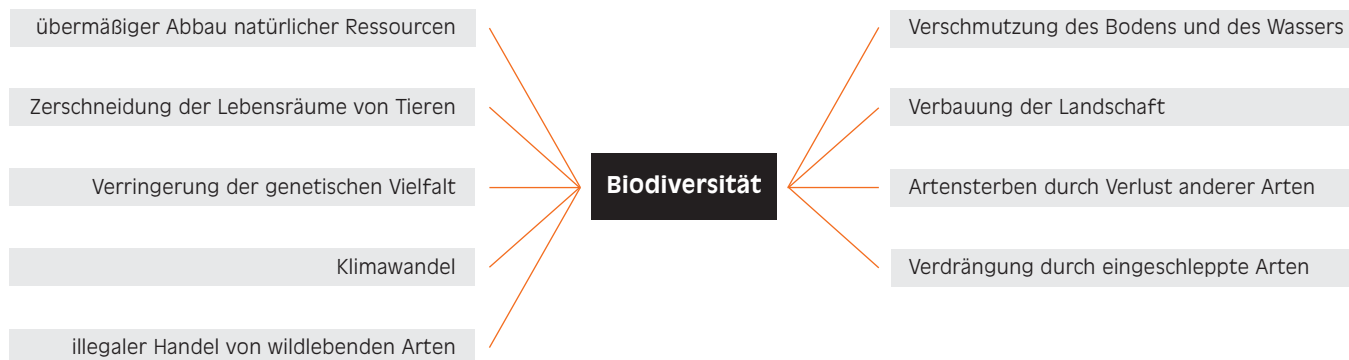 übermäßiger Abbau natürlicher Ressourcen
Zerschneidung der Lebensräume von Tieren
Verringerung der genetischen Vielfalt
Klimawandel
illegaler Handel von wildlebenden Arten
Biodiversität
Verschmutzung des Bodens und des Wassers
Verbauung der Landschaft
Artensterben durch Verlust anderer Arten
Verdrängung durch eingeschleppte Arten